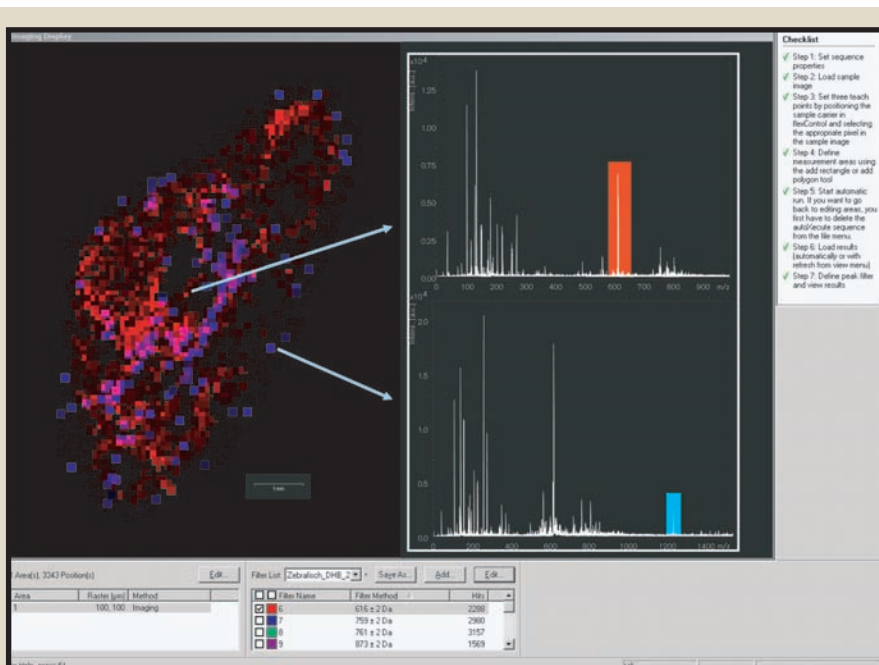 Imaging Display
Checklist
Step 1: Set sequence
properties
Step 2: Load sample
image
Step 3: Set three teach
points by positioning the
sample carrier in
flexControl and selecting
the appropriate pixel in
the sample image
Step 4: Define
measurement areas using
the add rectangle or add
polygon tool
Step 5: Start automatic
run. If you want to go
back to editing areas, you
first have to delete the
autoXecute sequence
from the file menu.
Step 6: Load results
(automatically or with
refresh from view menu)
Step 7: Define peak filter
and view results
x10⁴
Intens. [a.u.]
1.25
1.00
0.75
0.50
0.25
0.00
0 100 200 300 400 500 600 700 800 900 m/z
x10⁴
Intens. [a.u.]
2.0
1.5
1.0
0.5
0.0
0 200 400 600 800 1000 1200 1400 m/z
Area(s), 3343 Position(s) Edit...
Area Raster [µm] Method
1 100, 100 Imaging
Filter List: Zebrafisch_DHB_2 Save As... Add... Edit...
Filter Name Filter Method Hits
6 616 ± 2 Da 2288
7 759 ± 2 Da 2980
8 761 ± 2 Da 3157
9 873 ± 2 Da 1569